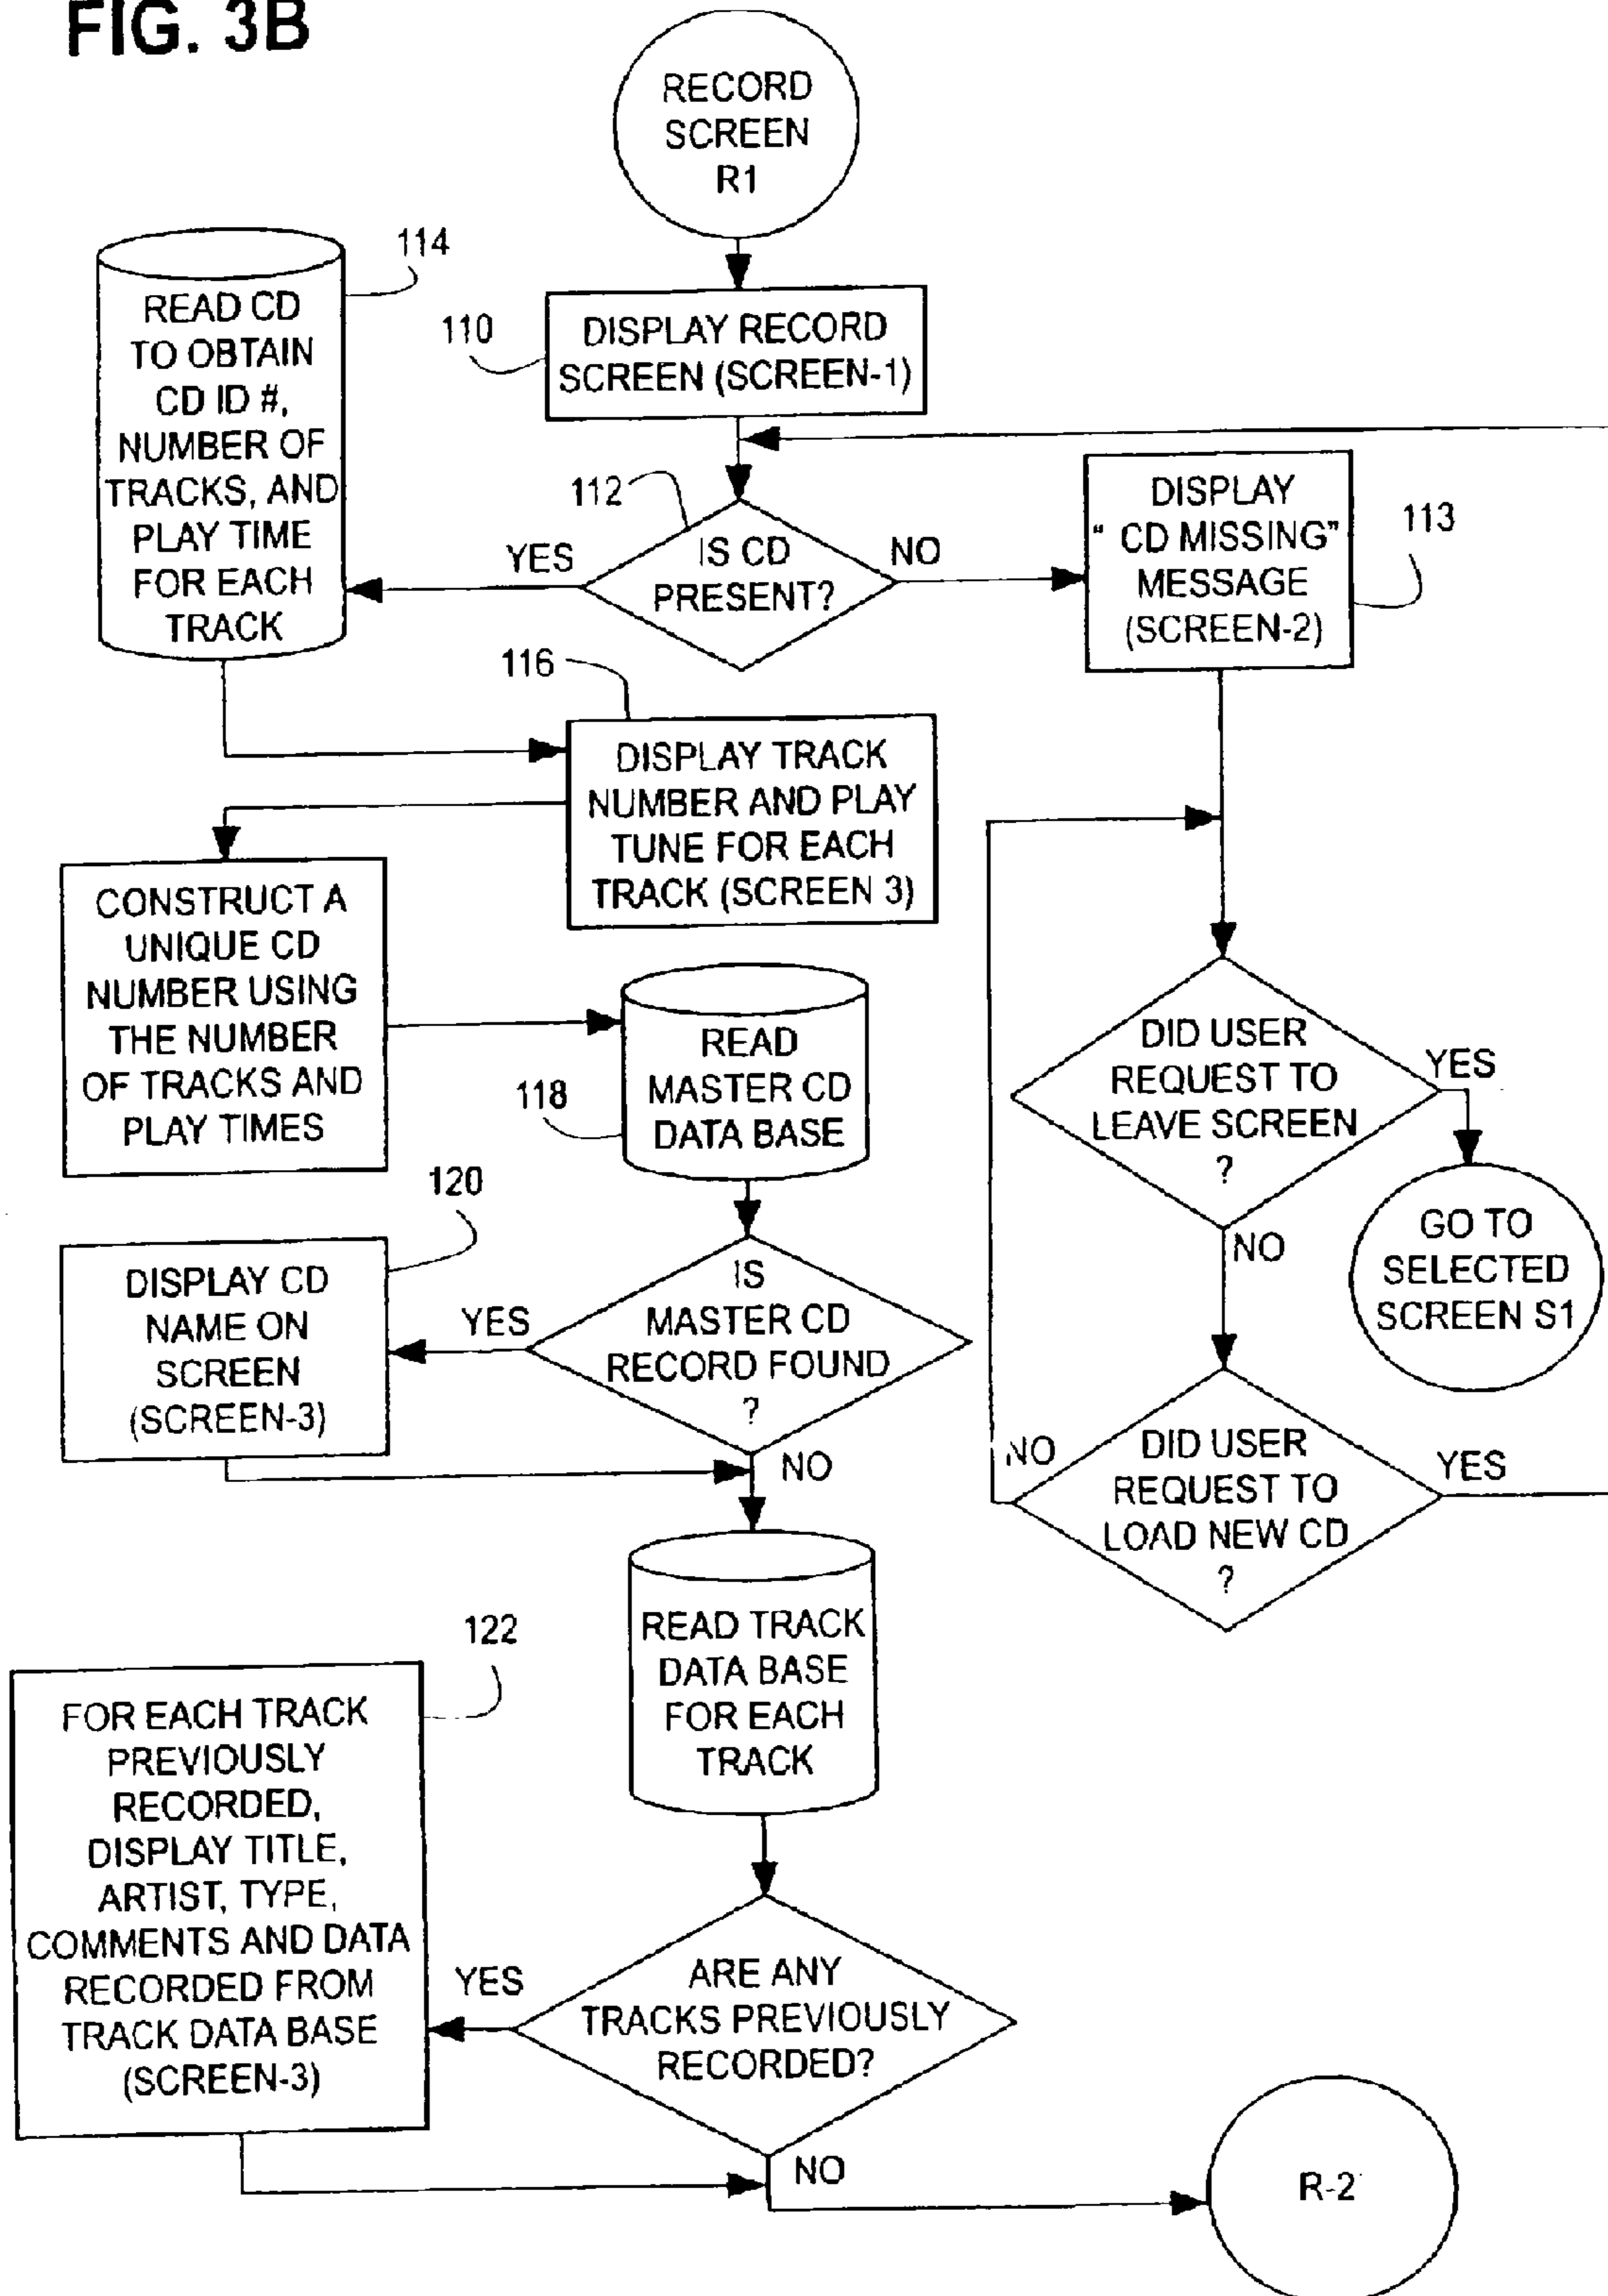 FIG. 3B
RECORD
SCREEN
R1
114
READ CD
TO OBTAIN
CD ID #,
NUMBER OF
TRACKS, AND
PLAY TIME
FOR EACH
TRACK
110
DISPLAY RECORD
SCREEN (SCREEN-1)
112
IS CD
PRESENT?
YES
NO
DISPLAY
" CD MISSING"
MESSAGE
(SCREEN-2)
113
116
DISPLAY TRACK
NUMBER AND PLAY
TUNE FOR EACH
TRACK (SCREEN 3)
CONSTRUCT A
UNIQUE CD
NUMBER USING
THE NUMBER
OF TRACKS AND
PLAY TIMES
118
READ
MASTER CD
DATA BASE
DID USER
REQUEST TO
LEAVE SCREEN
?
YES
NO
GO TO
SELECTED
SCREEN S1
120
DISPLAY CD
NAME ON
SCREEN
(SCREEN-3)
YES
IS
MASTER CD
RECORD FOUND
?
NO
NO
DID USER
REQUEST TO
LOAD NEW CD
?
YES
READ TRACK
DATA BASE
FOR EACH
TRACK
122
FOR EACH TRACK
PREVIOUSLY
RECORDED,
DISPLAY TITLE,
ARTIST, TYPE,
COMMENTS AND DATA
RECORDED FROM
TRACK DATA BASE
(SCREEN-3)
YES
ARE ANY
TRACKS PREVIOUSLY
RECORDED?
NO
R-2